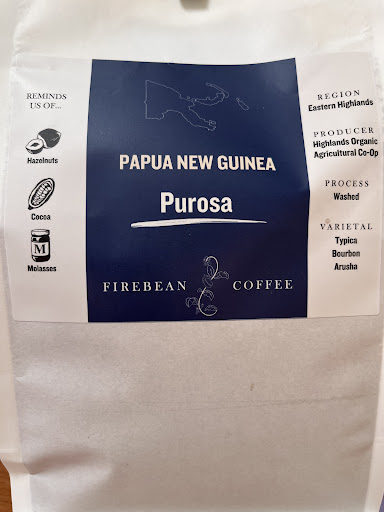 REMINDS
US OF...
Hazelnuts
Cocoa
M
Molasses
PAPUA NEW GUINEA
Purosa
FIREBEAN COFFEE
REGION
Eastern Highlands
PRODUCER
Highlands Organic
Agricultural Co-Op
PROCESS
Washed
VARIETAL
Typica
Bourbon
Arusha